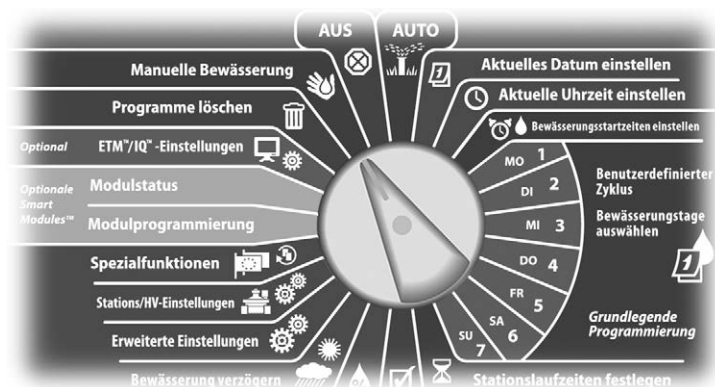 AUS
AUTO
Manuelle Bewässerung
Programme löschen
Optional
ETM™/IQ™ -Einstellungen
Optionale
Smart
Modules™
Modulstatus
Modulprogrammierung
Spezialfunktionen
Stations/HV-Einstellungen
Erweiterte Einstellungen
Bewässerung verzögern
Aktuelles Datum einstellen
Aktuelle Uhrzeit einstellen
Bewässerungsstartzeiten einstellen
MO 1
DI 2
MI 3
DO 4
FR 5
SA 6
SU 7
Benutzerdefinierter
Zyklus
Bewässerungstage
auswählen
1
1
Grundlegende
Programmierung
Stationslaufzeiten festlegen
%